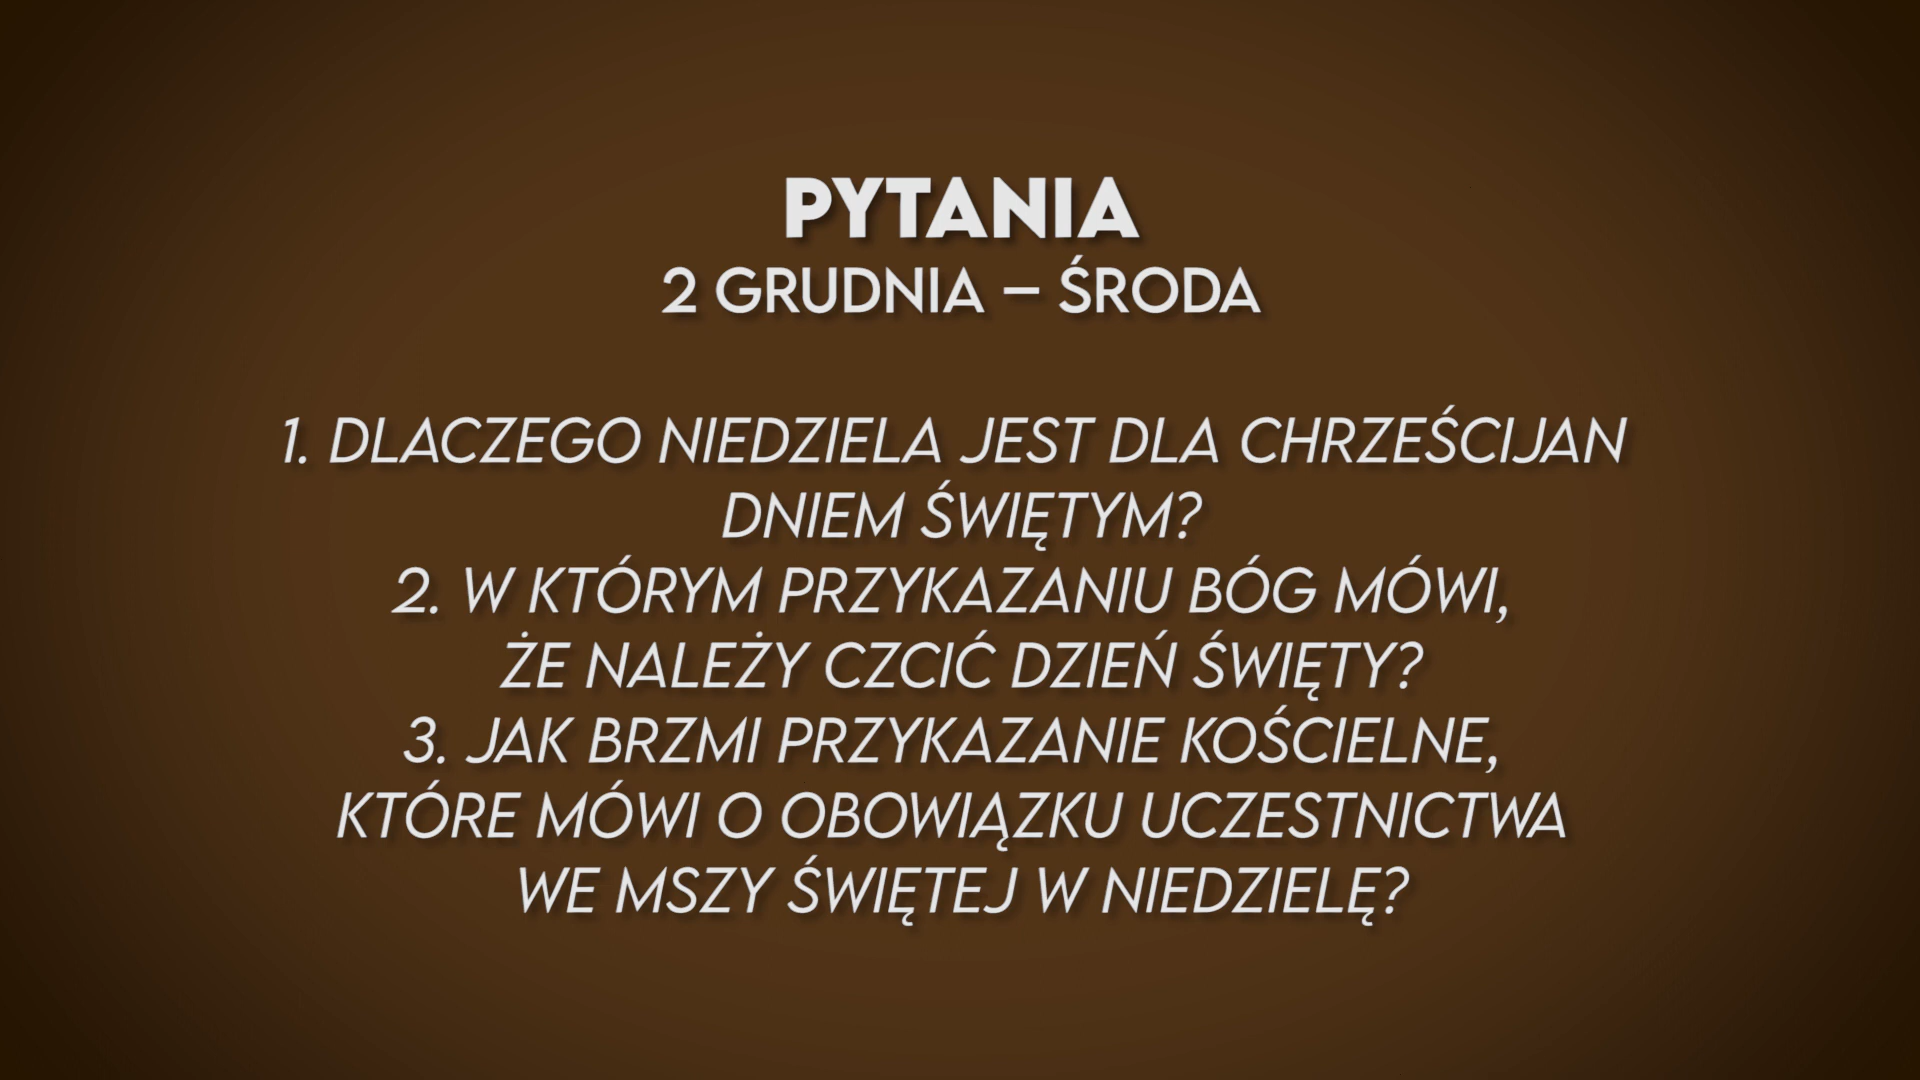 PYTANIA
2 GRUDNIA – ŚRODA
1. DLACZEGO NIEDZIELA JEST DLA CHRZEŚCIJAN
DNIEM ŚWIĘTYM?
2. W KTÓRYM PRZYKAZANIU BÓG MÓWI,
ŻE NALEŻY CZCIĆ DZIEŃ ŚWIĘTY?
3. JAK BRZMI PRZYKAZANIE KOŚCIELNE,
KTÓRE MÓWI O OBOWIĄZKU UCZESTNICTWA
WE MSZY ŚWIĘTEJ W NIEDZIELĘ?